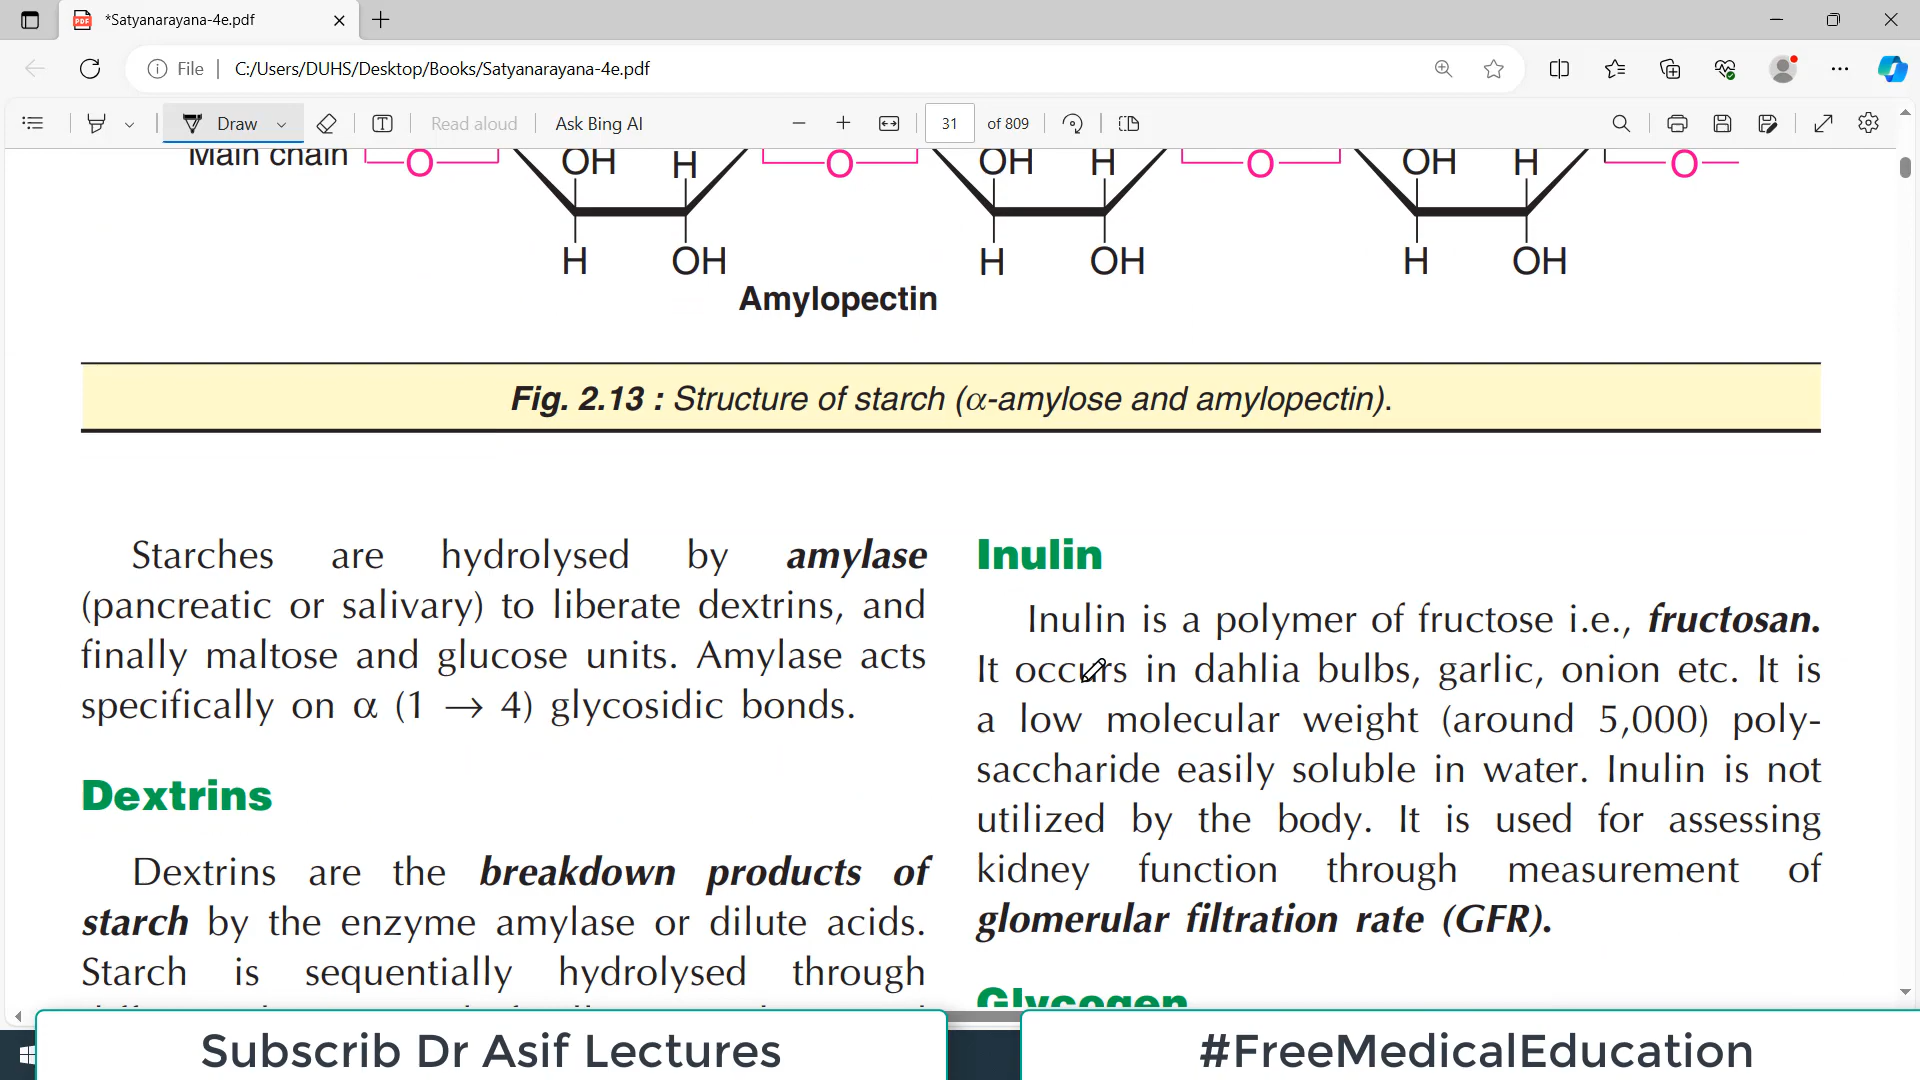 *Satyanarayana-4e.pdf
File
C:/Users/DUHS/Desktop/Books/Satyanarayana-4e.pdf
Draw
Read aloud
Ask Bing AI
31 of 809
Main chain O OH H O OH H O OH H O
H OH H OH H OH
Amylopectin
Fig. 2.13 : Structure of starch (α-amylose and amylopectin).
Starches are hydrolysed by amylase
(pancreatic or salivary) to liberate dextrins, and
finally maltose and glucose units. Amylase acts
specifically on α (1 → 4) glycosidic bonds.
Dextrins
Dextrins are the breakdown products of
starch by the enzyme amylase or dilute acids.
Starch is sequentially hydrolysed through
Inulin
Inulin is a polymer of fructose i.e., fructosan.
It occurs in dahlia bulbs, garlic, onion etc. It is
a low molecular weight (around 5,000) poly-
saccharide easily soluble in water. Inulin is not
utilized by the body. It is used for assessing
kidney function through measurement of
glomerular filtration rate (GFR).
Glycogen
Subscrib Dr Asif Lectures
#FreeMedicalEducation